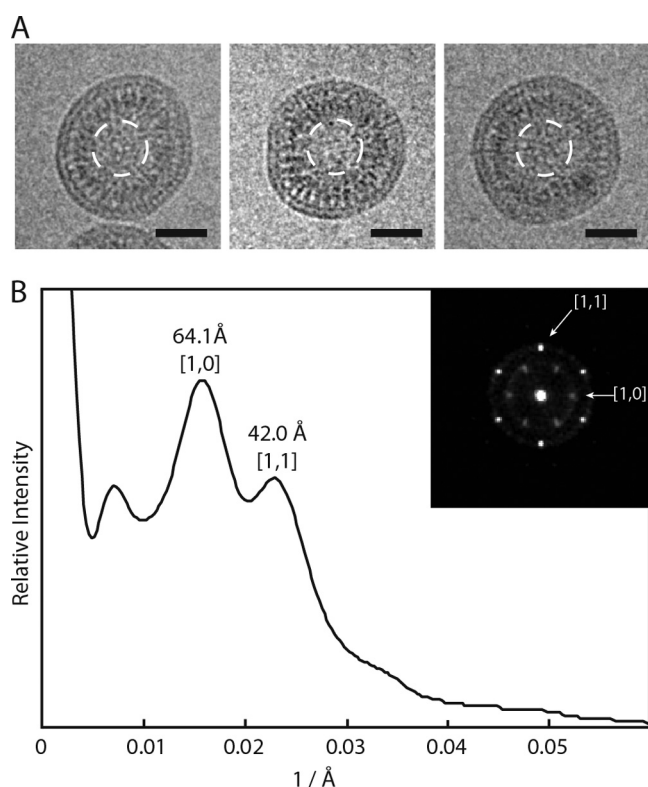 A
B
64.1Å
[1,0]
42.0 Å
[1,1]
[1,1]
[1,0]
Relative Intensity
0
0.01
0.02
0.03
0.04
0.05
1 / Å